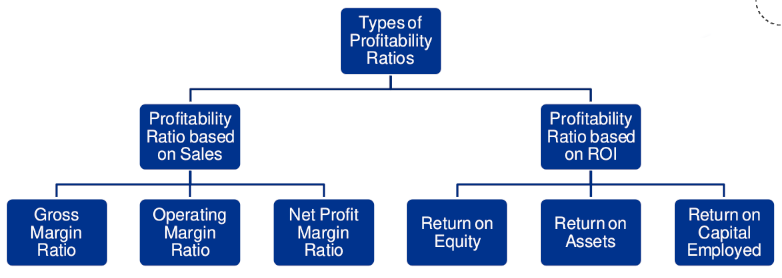 Types of
Profitability
Ratios
Profitability
Ratio based
on Sales
Profitability
Ratio based
on ROI
Gross
Margin
Ratio
Operating
Margin
Ratio
Net Profit
Margin
Ratio
Return on
Equity
Return on
Assets
Return on
Capital
Employed